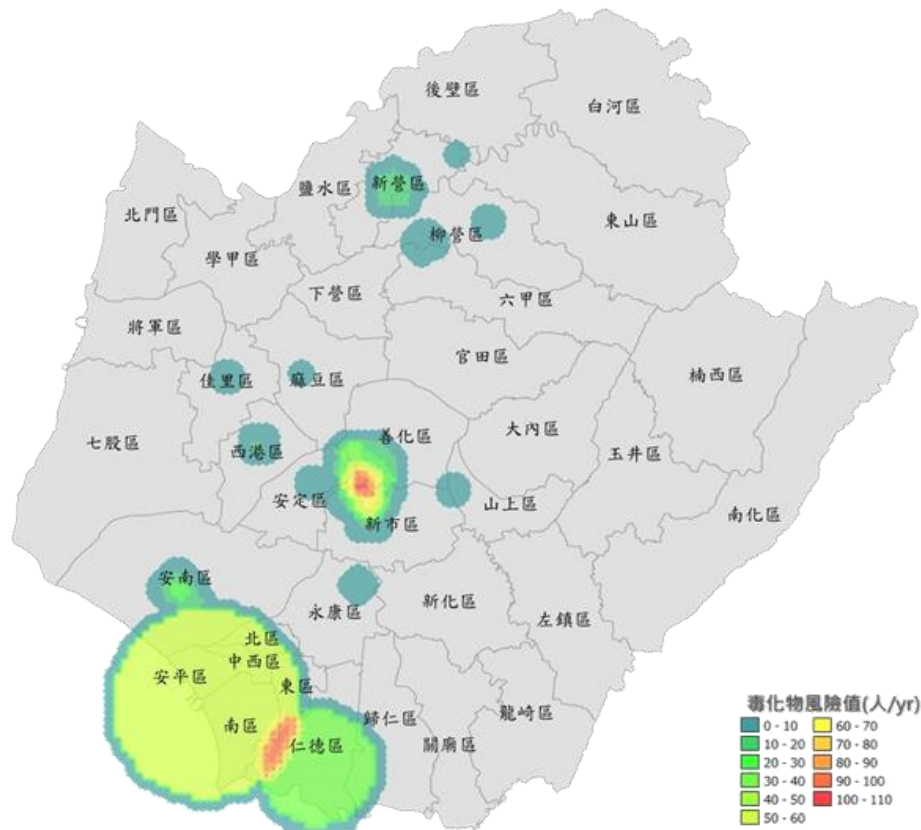 後壁區
白河區
新營區
鹽水區
北門區
東山區
柳營區
學甲區
下營區
六甲區
將軍區
官田區
楠西區
佳里區
麻豆區
大內區
善化區
七股區
西港區
玉井區
安定區
山上區
南化區
新市區
安南區
新化區
永康區
左鎮區
北區
中西區
安平區
東區
龍崎區
歸仁區
南區
仁德區
關廟區
毒化物風險值(人/yr)
0 - 10
10 - 20
20 - 30
30 - 40
40 - 50
50 - 60
60 - 70
70 - 80
80 - 90
90 - 100
100 - 110